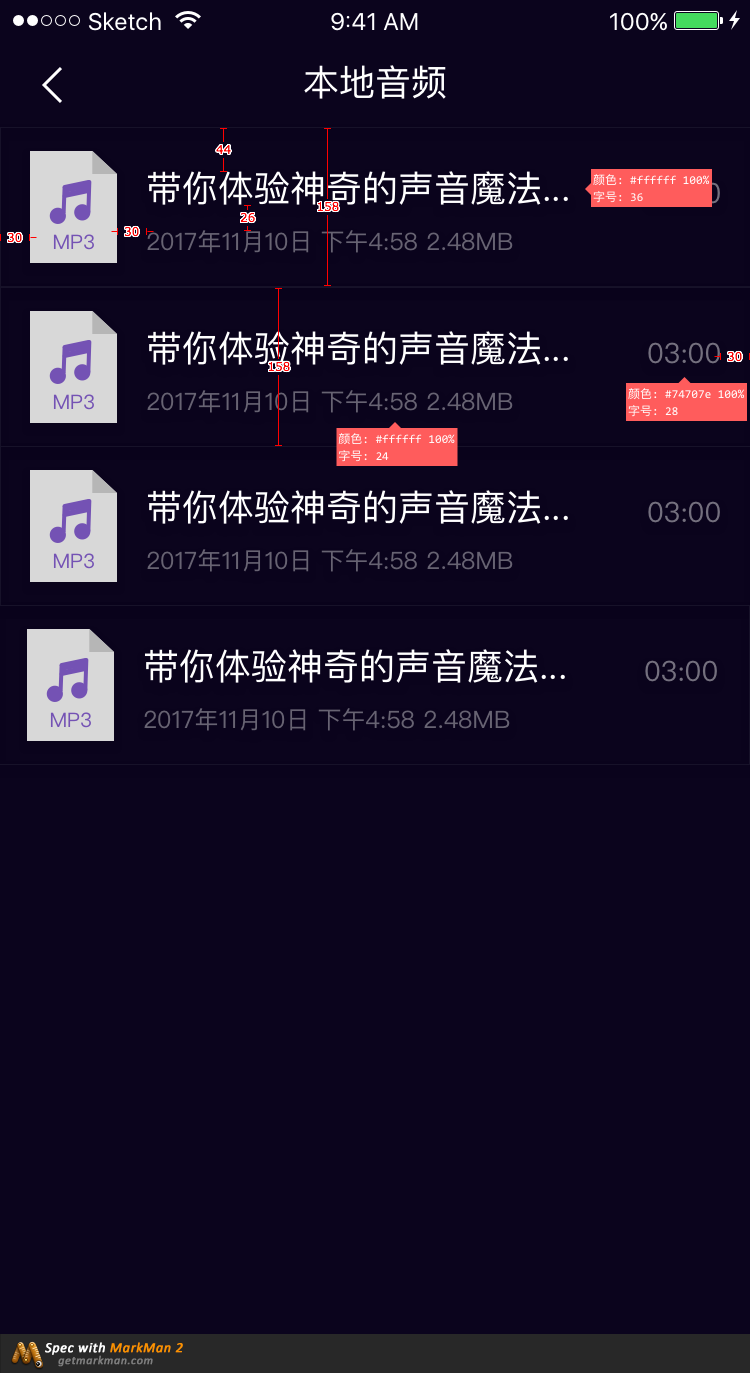 Sketch 9:41 AM 100%
本地音频
44
带你体验神奇的声音魔法...
颜色: #ffffff 100%
字号: 36
158
26
30
MP3
30
2017年11月10日 下午4:58 2.48MB
带你体验神奇的声音魔法...
03:00
30
158
MP3
2017年11月10日 下午4:58 2.48MB
颜色: #74707e 100%
字号: 28
颜色: #ffffff 100%
字号: 24
带你体验神奇的声音魔法...
03:00
MP3
2017年11月10日 下午4:58 2.48MB
带你体验神奇的声音魔法...
03:00
MP3
2017年11月10日 下午4:58 2.48MB
Spec with MarkMan 2
getmarkman.com